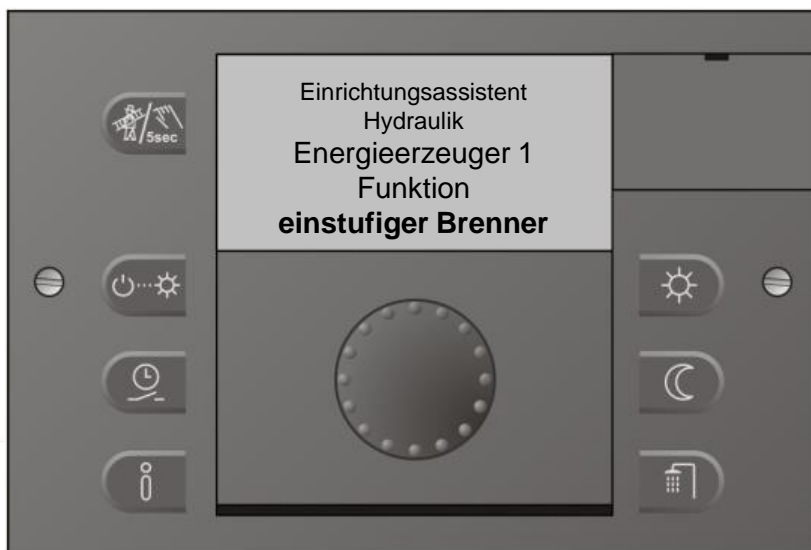 Einrichtungsassistent
Hydraulik
Energieerzeuger 1
Funktion
einstufiger Brenner
5sec